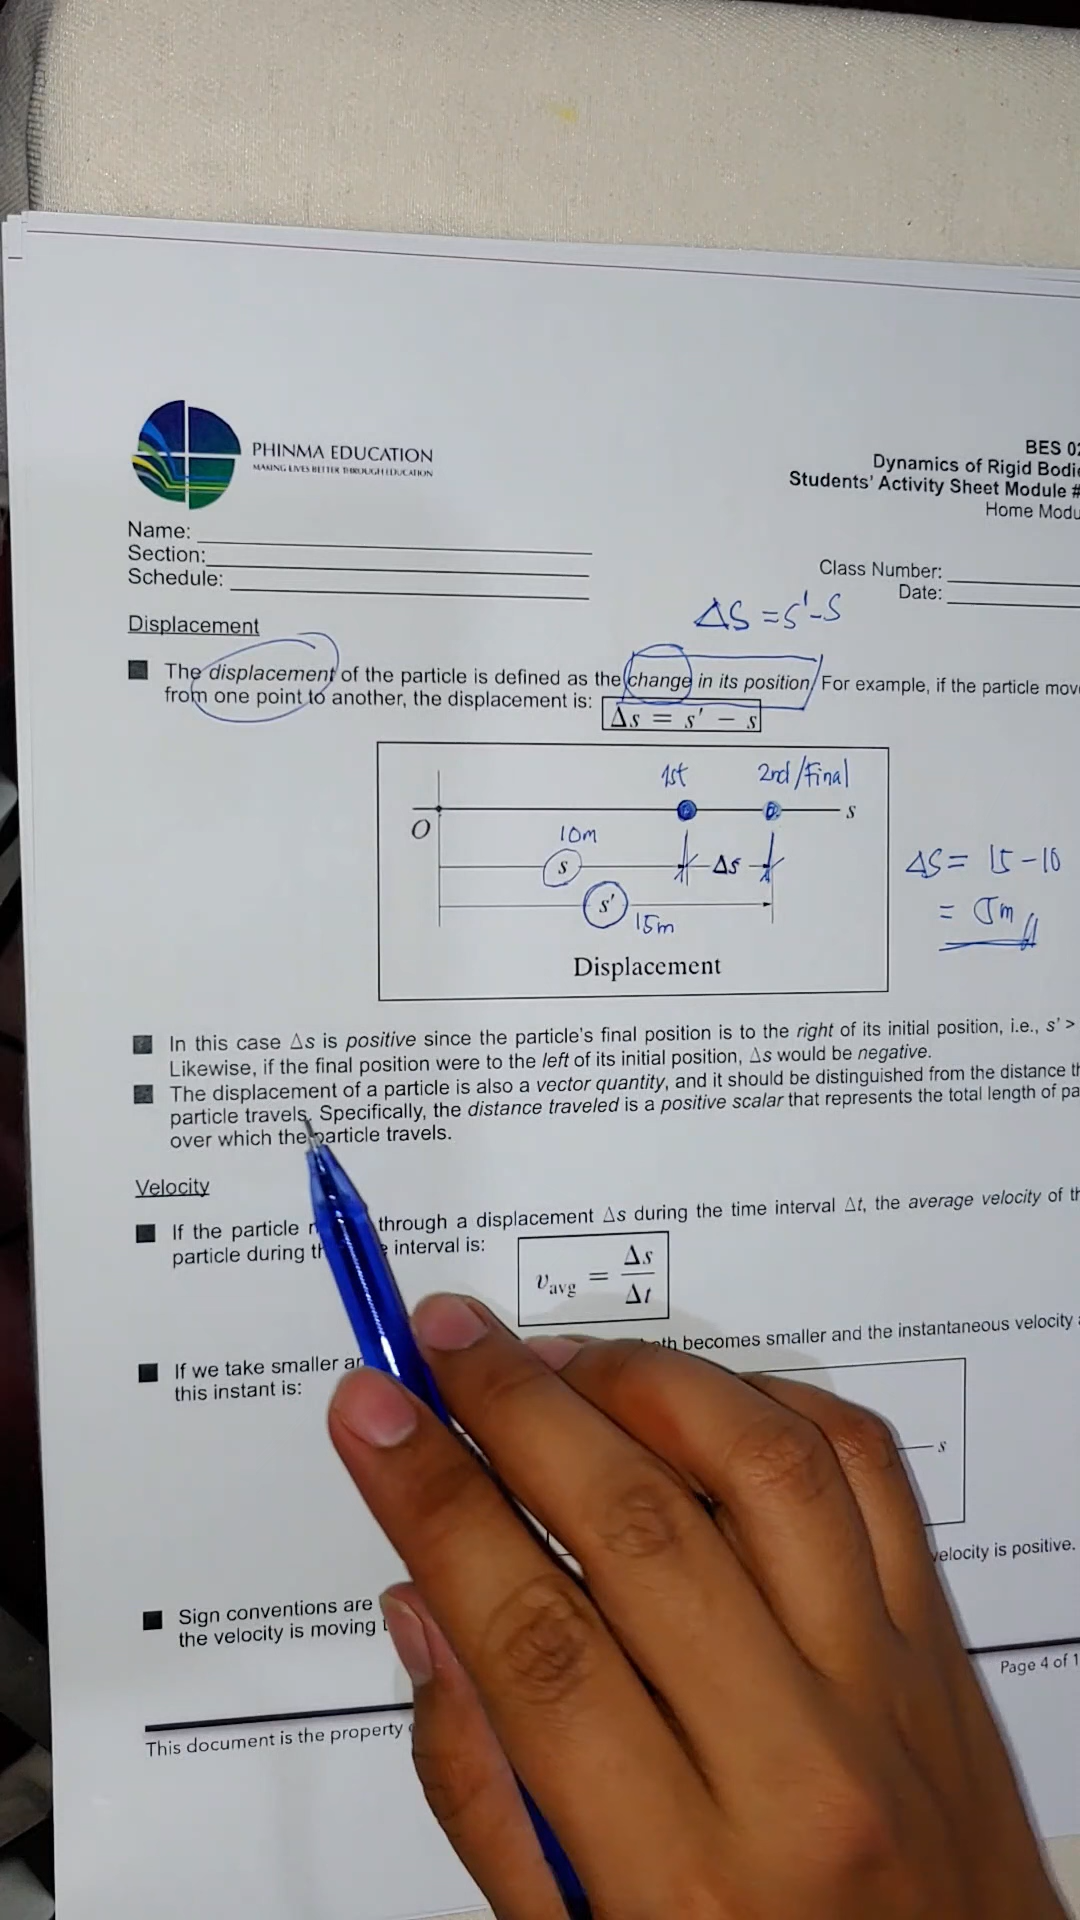 PHINMA EDUCATION
MAKING LIVES BETTER THROUGH EDUCATION
BES 02
Dynamics of Rigid Bodie
Students' Activity Sheet Module #
Home Modu
Name:
Section:
Schedule:
Class Number:
Date:
ΔS = s' - s
Displacement
The displacement of the particle is defined as the change in its position. For example, if the particle mov
from one point to another, the displacement is: Δs = s' − s
1st 2nd/Final
O s
10m
s Δs
s' 15m
Displacement
ΔS = 15 - 10
= 5m
In this case Δs is positive since the particle's final position is to the right of its initial position, i.e., s' >
Likewise, if the final position were to the left of its initial position, Δs would be negative.
The displacement of a particle is also a vector quantity, and it should be distinguished from the distance th
particle travels. Specifically, the distance traveled is a positive scalar that represents the total length of pa
over which the particle travels.
Velocity
If the particle through a displacement Δs during the time interval Δt, the average velocity of th
particle during th interval is: v avg = Δs / Δt
If we take smaller becomes smaller and the instantaneous velocity
this instant is:
s
velocity is positive.
Sign conventions are
the velocity is moving
Page 4 of 1
This document is the property